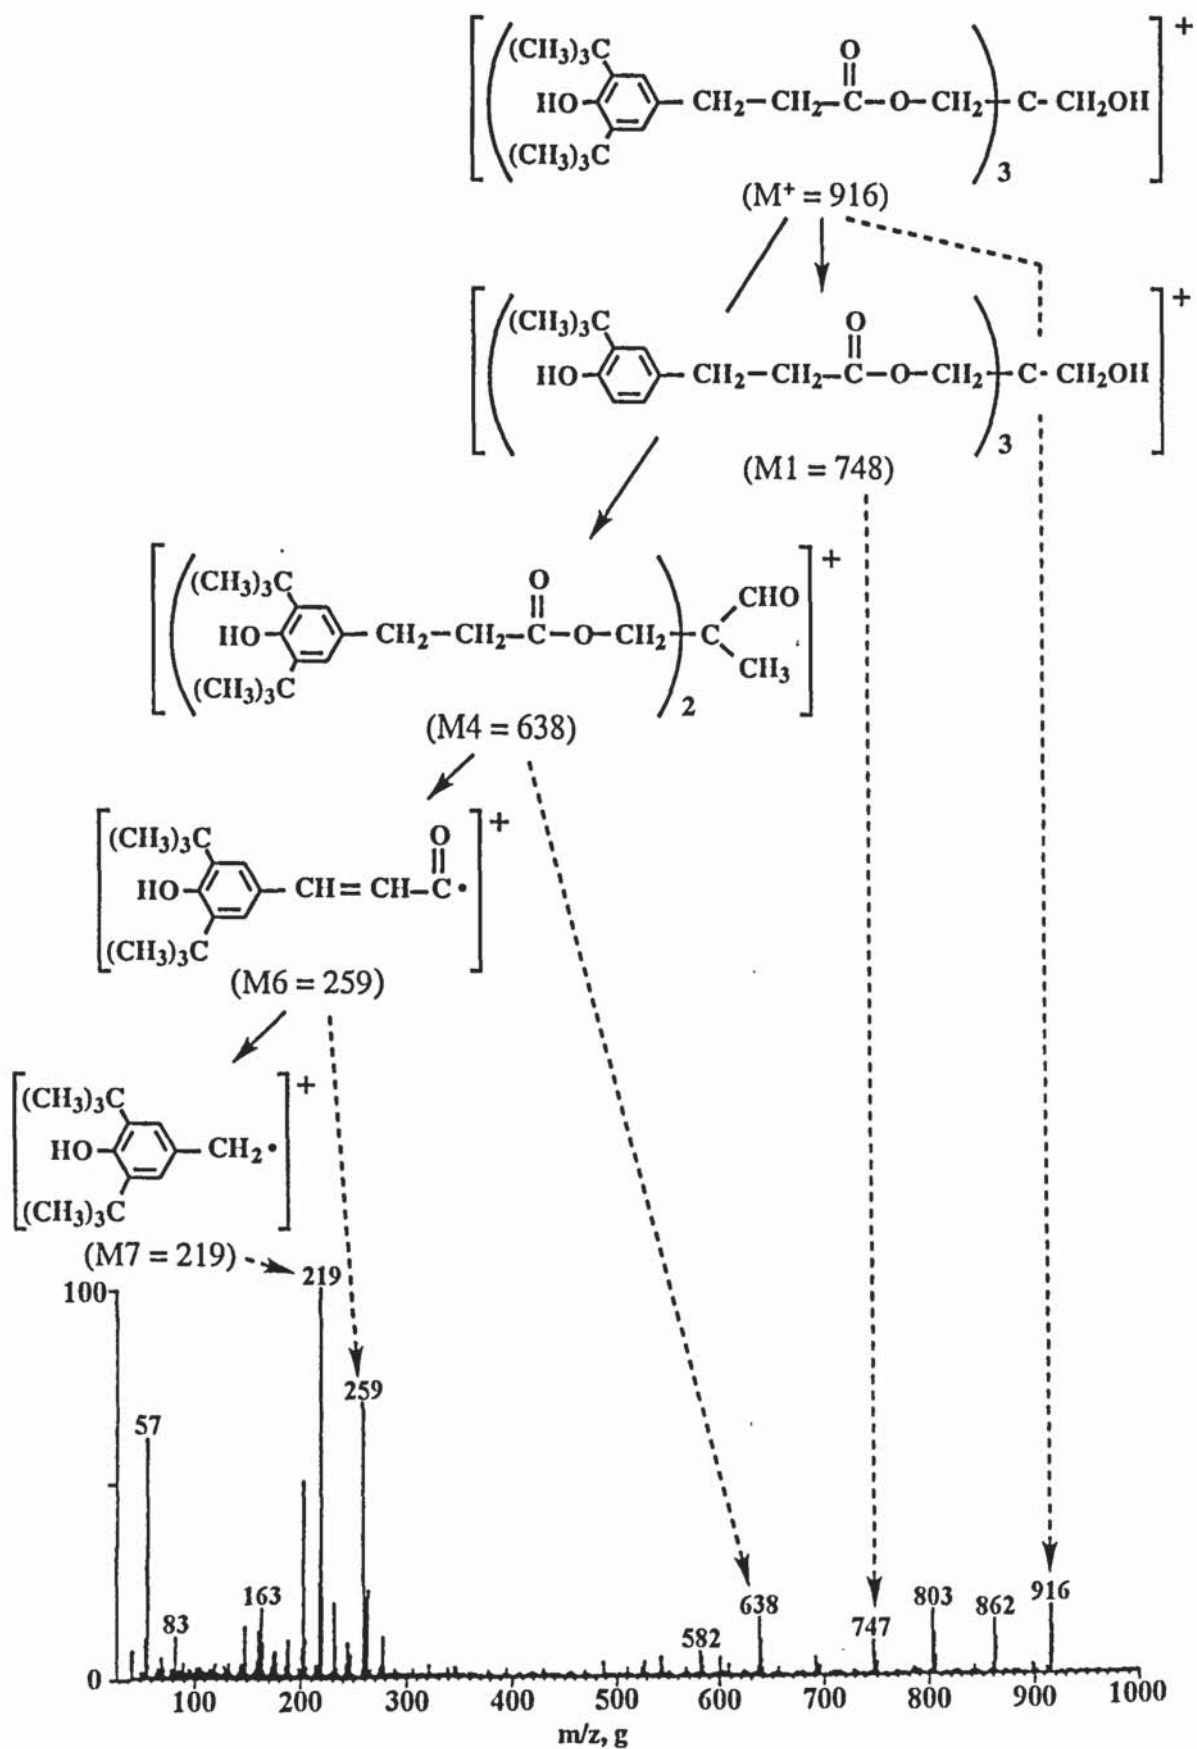 +
(CH₃)₃C O
HO CH₂–CH₂–C–O–CH₂ C-CH₂OH
(CH₃)₃C 3
(M⁺ = 916)
+
(CH₃)₃C O
HO CH₂–CH₂–C–O–CH₂ C·CH₂OH
3
(M1 = 748)
+
(CH₃)₃C O CHO
HO CH₂–CH₂–C–O–CH₂ C
(CH₃)₃C 2 CH₃
(M4 = 638)
+
(CH₃)₃C O
HO CH=CH–C•
(CH₃)₃C
(M6 = 259)
+
(CH₃)₃C
HO CH₂•
(CH₃)₃C
(M7 = 219)
219
100
259
57
163
83
638
747
803
862
916
582
0
100 200 300 400 500 600 700 800 900 1000
m/z, g